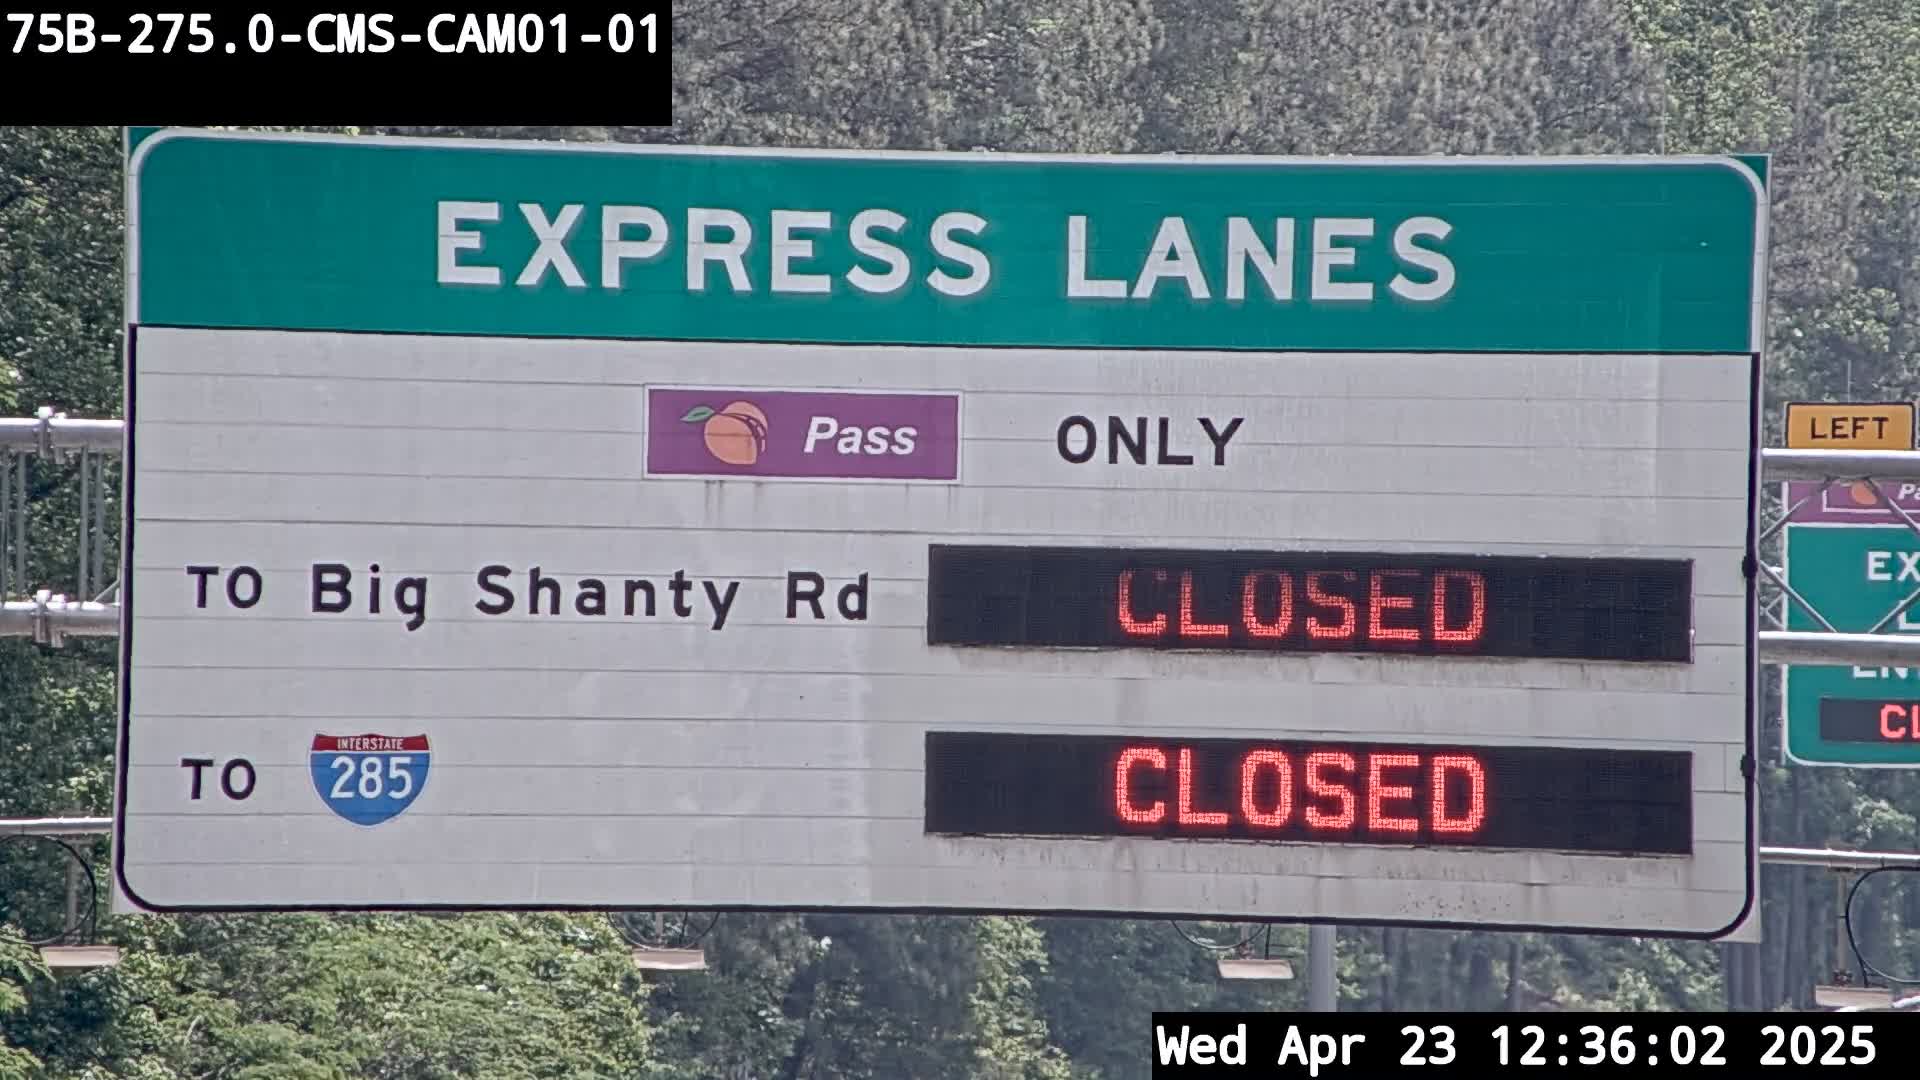 75B-275.0-CMS-CAM01-01
EXPRESS LANES
Pass ONLY
LEFT
TO Big Shanty Rd CLOSED
TO INTERSTATE 285 CLOSED
Wed Apr 23 12:36:02 2025